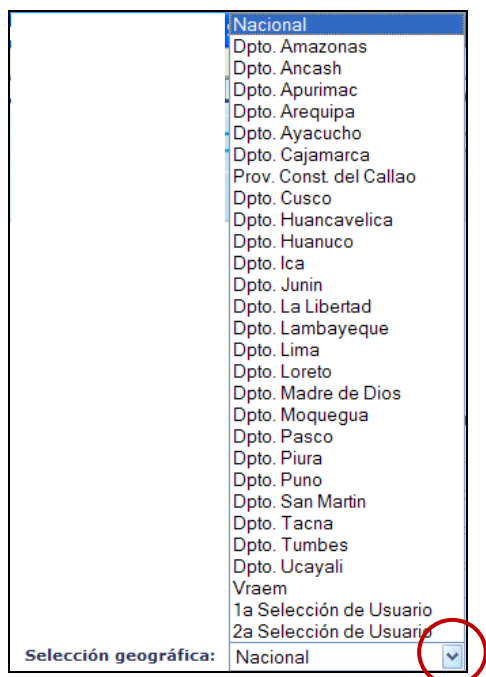 Nacional
Dpto. Amazonas
Dpto. Ancash
Dpto. Apurimac
Dpto. Arequipa
Dpto. Ayacucho
Dpto. Cajamarca
Prov. Const. del Callao
Dpto. Cusco
Dpto. Huancavelica
Dpto. Huanuco
Dpto. Ica
Dpto. Junin
Dpto. La Libertad
Dpto. Lambayeque
Dpto. Lima
Dpto. Loreto
Dpto. Madre de Dios
Dpto. Moquegua
Dpto. Pasco
Dpto. Piura
Dpto. Puno
Dpto. San Martin
Dpto. Tacna
Dpto. Tumbes
Dpto. Ucayali
Vraem
1a Selección de Usuario
2a Selección de Usuario
Selección geográfica: Nacional